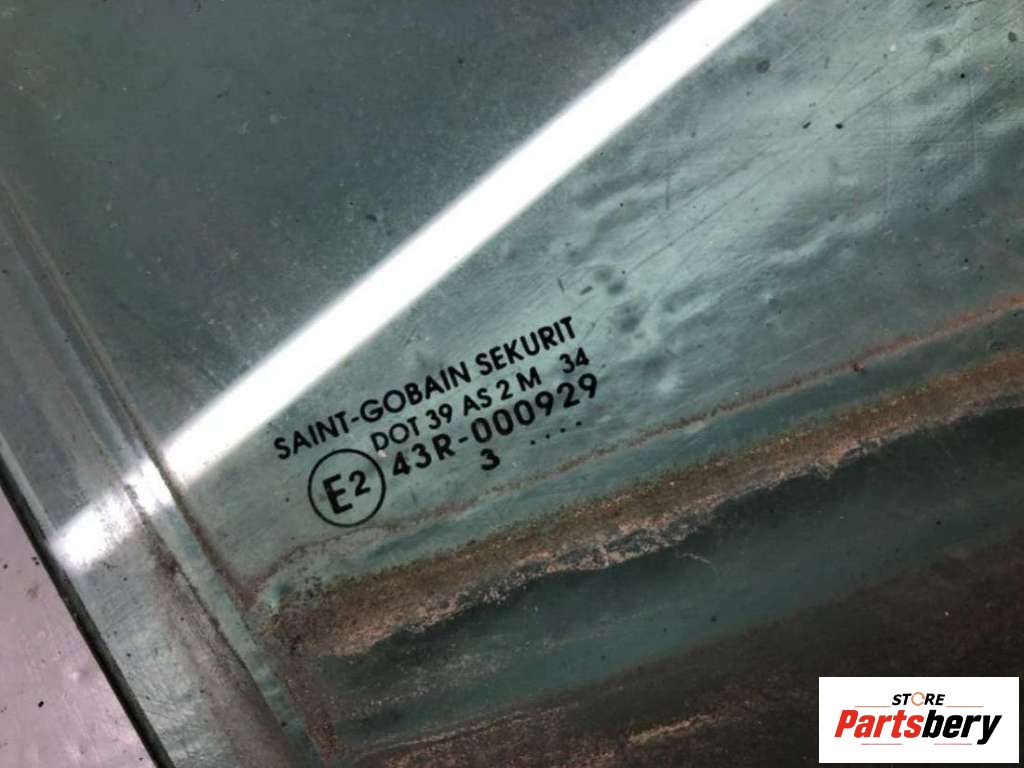 SAINT-GOBAIN SEKURIT
DOT 39 AS 2 M 34
E2 43R-000929
3 ....
STORE
Partsbery